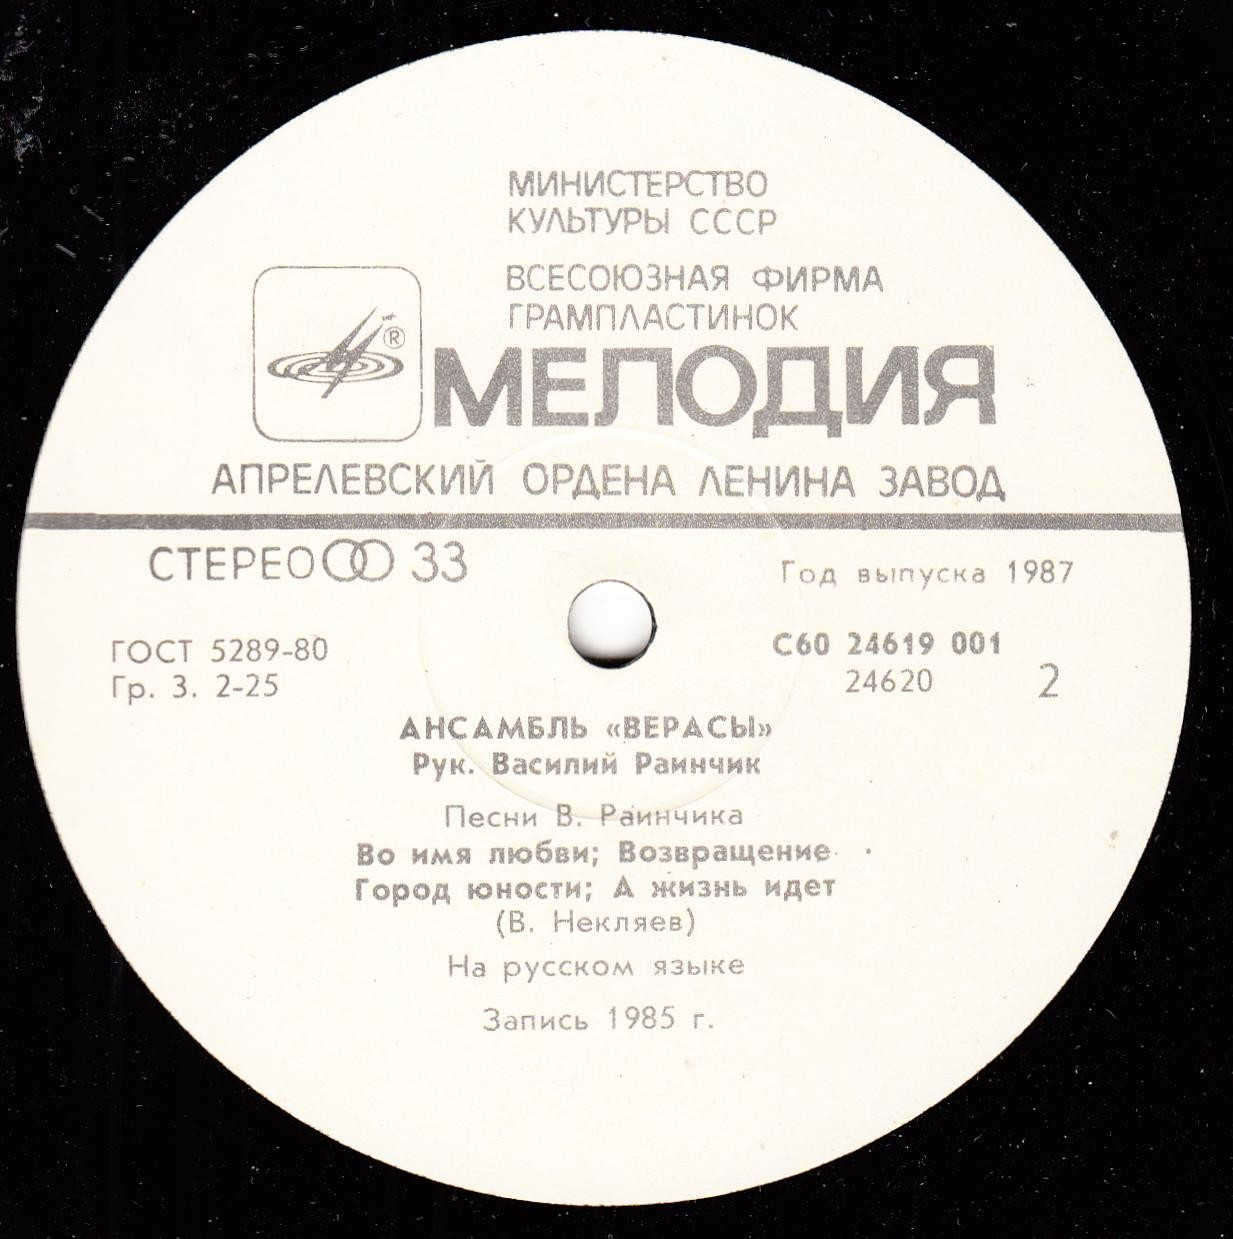 МИНИСТЕРСТВО
КУЛЬТУРЫ СССР
ВСЕСОЮЗНАЯ ФИРМА
ГРАМПЛАСТИНОК
®
МЕЛОДИЯ
АПРЕЛЕВСКИЙ ОРДЕНА ЛЕНИНА ЗАВОД
СТЕРЕО 33
Год выпуска 1987
ГОСТ 5289-80
Гр. 3. 2-25
С60 24619 001
24620 2
АНСАМБЛЬ «ВЕРАСЫ»
Рук. Василий Раинчик
Песни В. Раинчика
Во имя любви; Возвращение
Город юности; А жизнь идет
(В. Некляев)
На русском языке
Запись 1985 г.